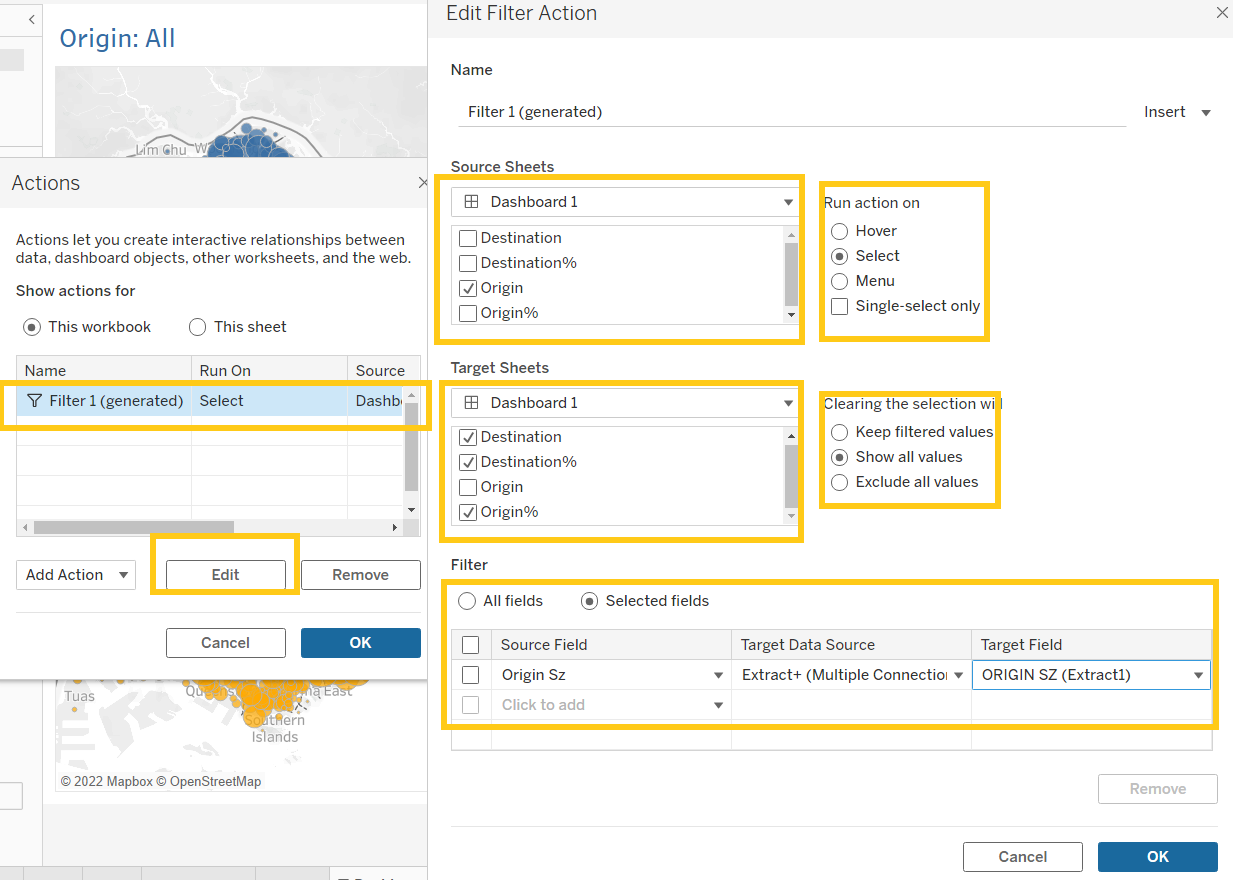 Origin: All
Lim Chu W
Actions
Actions let you create interactive relationships between
data, dashboard objects, other worksheets, and the web.
Show actions for
This workbook
This sheet
Name Run On Source
Filter 1 (generated) Select Dashb
Add Action
Edit
Remove
Cancel
OK
Tuas
East
Southern
Islands
© 2022 Mapbox © OpenStreetMap
Edit Filter Action
Name
Filter 1 (generated)
Insert
Source Sheets
Dashboard 1
Destination
Destination%
Origin
Origin%
Run action on
Hover
Select
Menu
Single-select only
Target Sheets
Dashboard 1
Destination
Destination%
Origin
Origin%
Clearing the selection will
Keep filtered values
Show all values
Exclude all values
Filter
All fields
Selected fields
Source Field Target Data Source Target Field
Origin Sz Extract+ (Multiple Connection ORIGIN SZ (Extract1)
Click to add
Remove
Cancel
OK